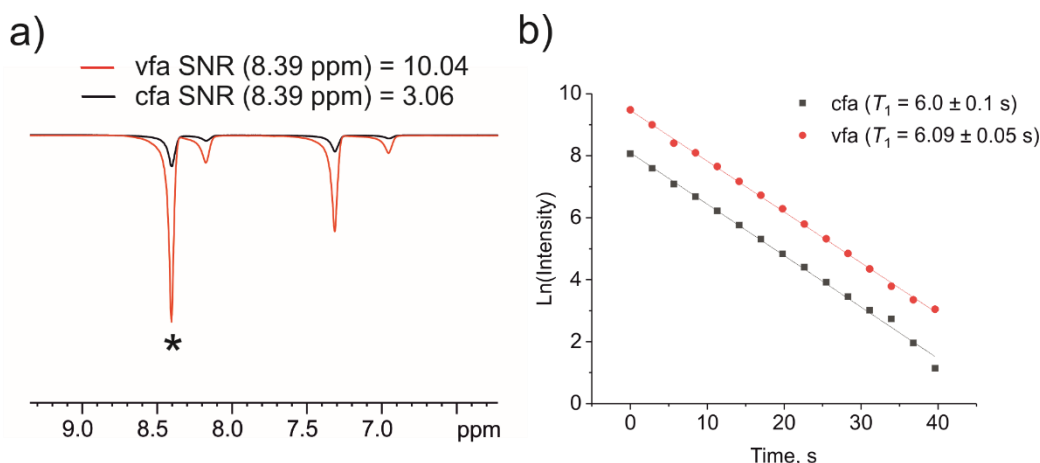 a)
vfa SNR (8.39 ppm) = 10.04
cfa SNR (8.39 ppm) = 3.06
*
9.0 8.5 8.0 7.5 7.0 ppm
b)
cfa (T₁ = 6.0 ± 0.1 s)
vfa (T₁ = 6.09 ± 0.05 s)
Ln(Intensity)
10
8
6
4
2
0
0 10 20 30 40
Time, s